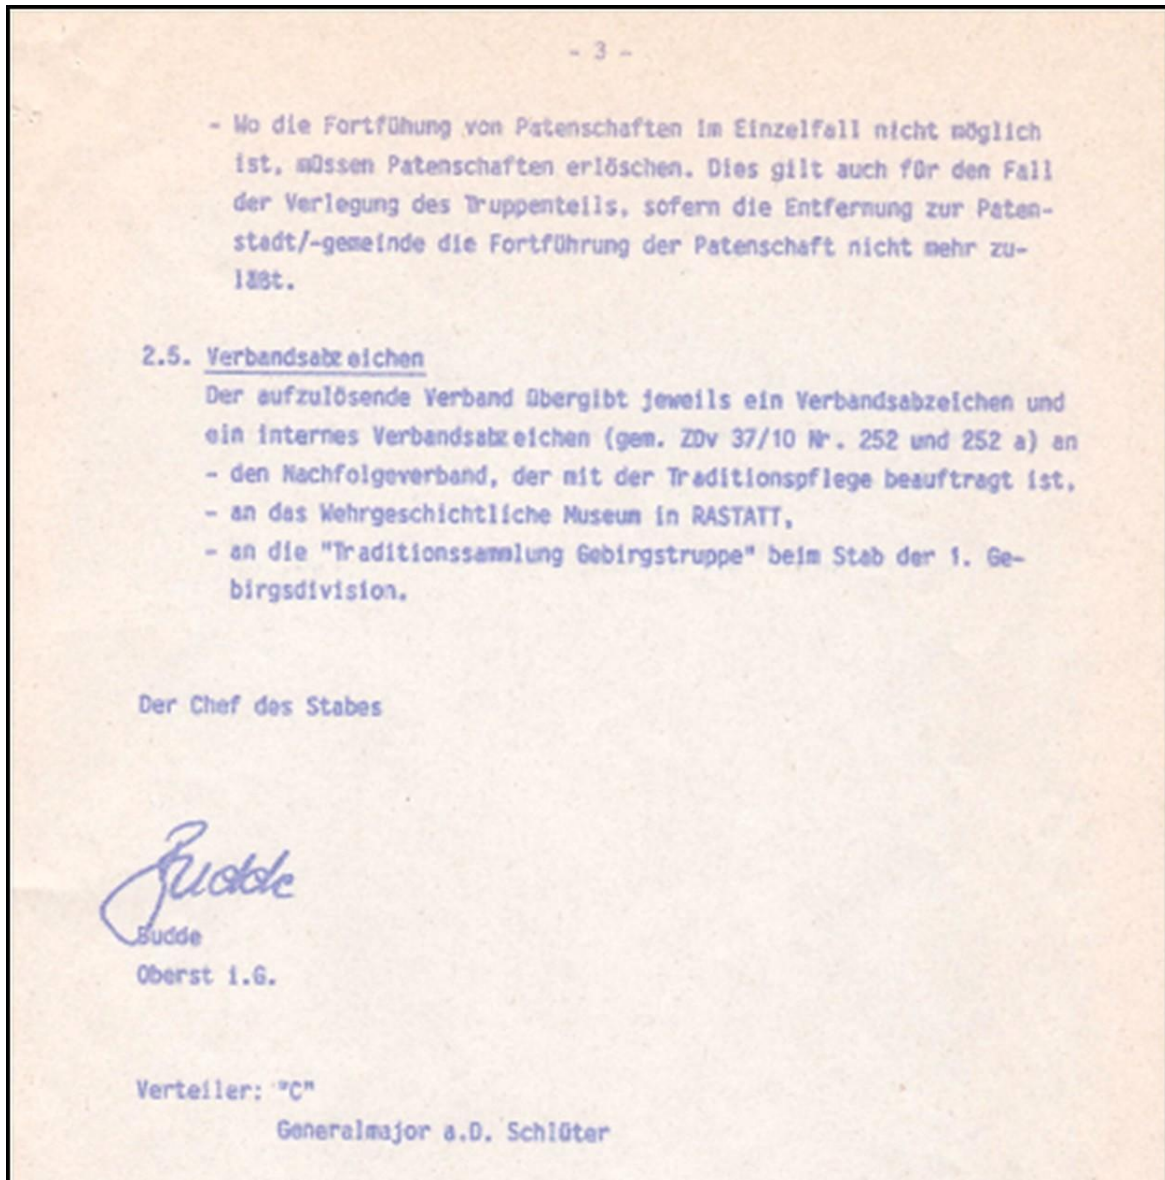 - 3 -
- Wo die Fortfühung von Patenschaften im Einzelfall nicht möglich
ist, müssen Patenschaften erlöschen. Dies gilt auch für den Fall
der Verlegung des Truppenteils, sofern die Entfernung zur Paten-
stadt/-gemeinde die Fortführung der Patenschaft nicht mehr zu-
läßt.
2.5. Verbandsabzeichen
Der aufzulösende Verband übergibt jeweils ein Verbandsabzeichen und
ein internes Verbandsabzeichen (gem. ZDv 37/10 Nr. 252 und 252 a) an
- den Nachfolgeverband, der mit der Traditionspflege beauftragt ist,
- an das Wehrgeschichtliche Museum in RASTATT,
- an die "Traditionssammlung Gebirgstruppe" beim Stab der 1. Ge-
birgsdivision.
Der Chef des Stabes
Budde
Budde
Oberst i.G.
Verteiler: "C"
Generalmajor a.D. Schlüter